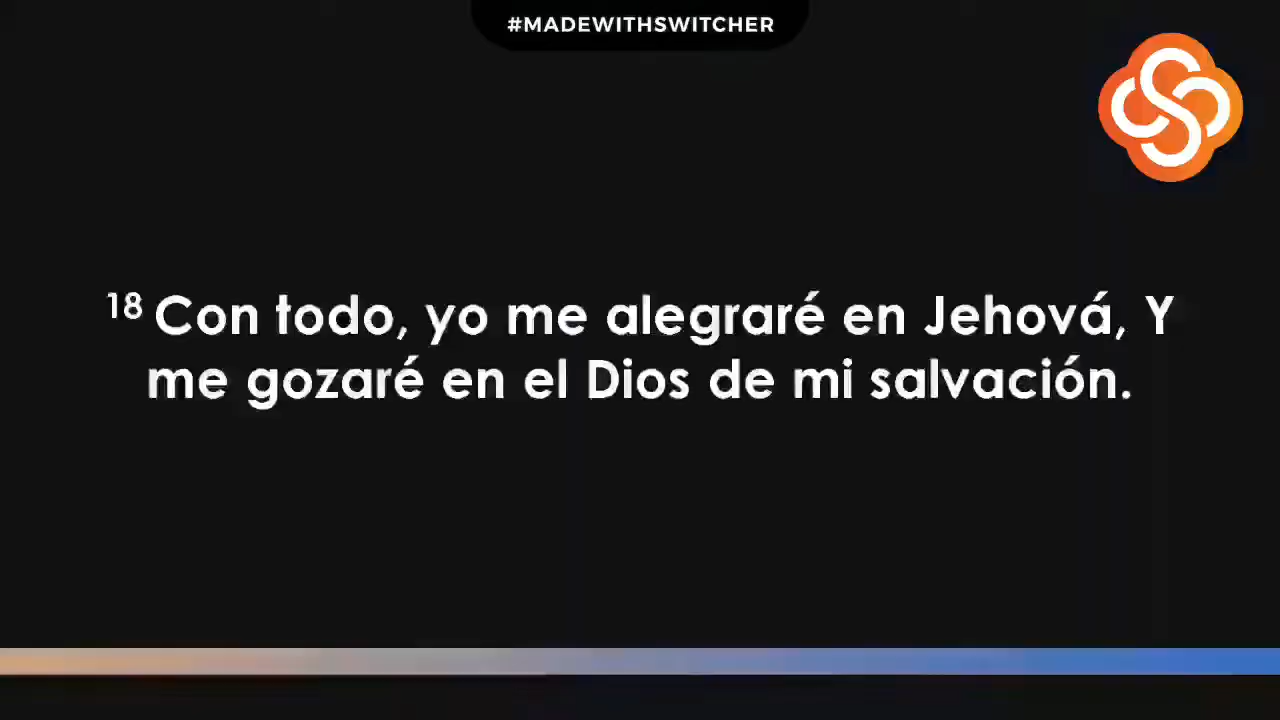 #MADEWITHSWITCHER
18 Con todo, yo me alegraré en Jehová, Y
me gozaré en el Dios de mi salvación.